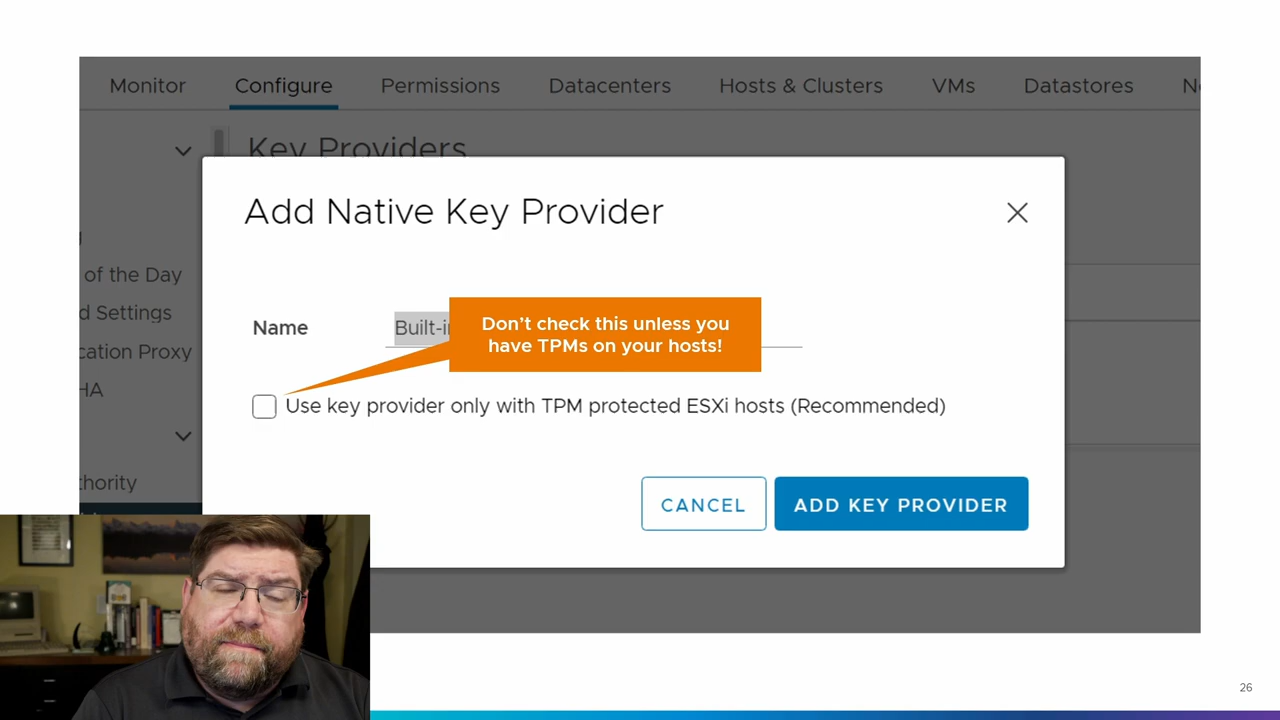 Monitor Configure Permissions Datacenters Hosts & Clusters VMs Datastores
Key Providers
of the Day
Settings
Proxy
HA
Add Native Key Provider
Name
Don't check this unless you
have TPMs on your hosts!
Use key provider only with TPM protected ESXi hosts (Recommended)
CANCEL ADD KEY PROVIDER
26